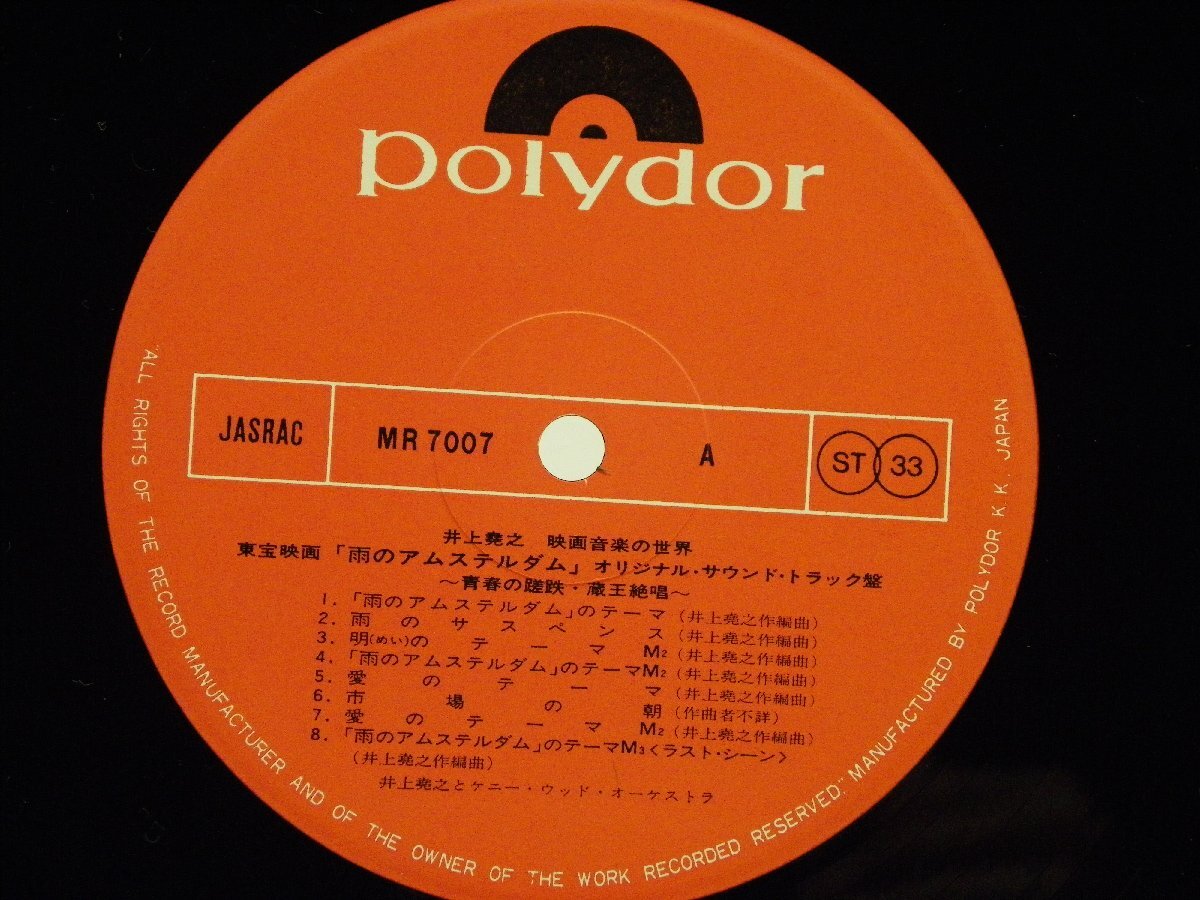 polydor
JASRAC MR 7007 A ST 33
井上堯之 映画音楽の世界
東宝映画「雨のアムステルダム」オリジナル・サウンド・トラック盤
〜青春の蹉跌・蔵王絶唱〜
1. 「雨のアムステルダム」のテーマ (井上堯之作編曲)
2. 雨のサスペンス (井上堯之作編曲)
3. 明(めい)のテーマM2 (井上堯之作編曲)
4. 「雨のアムステルダム」のテーマM2 (井上堯之作編曲)
5. 愛のテーマ (井上堯之作編曲)
6. 市場の朝 (作曲者不詳)
7. 愛のテーマM2 (井上堯之作編曲)
8. 「雨のアムステルダム」のテーマM3〈ラスト・シーン〉
(井上堯之作編曲)
井上堯之とケニー・ウッド・オーケストラ
"ALL RIGHTS OF THE RECORD MANUFACTURER AND OF THE OWNER OF THE WORK RECORDED RESERVED." MANUFACTURED BY POLYDOR K.K. JAPAN